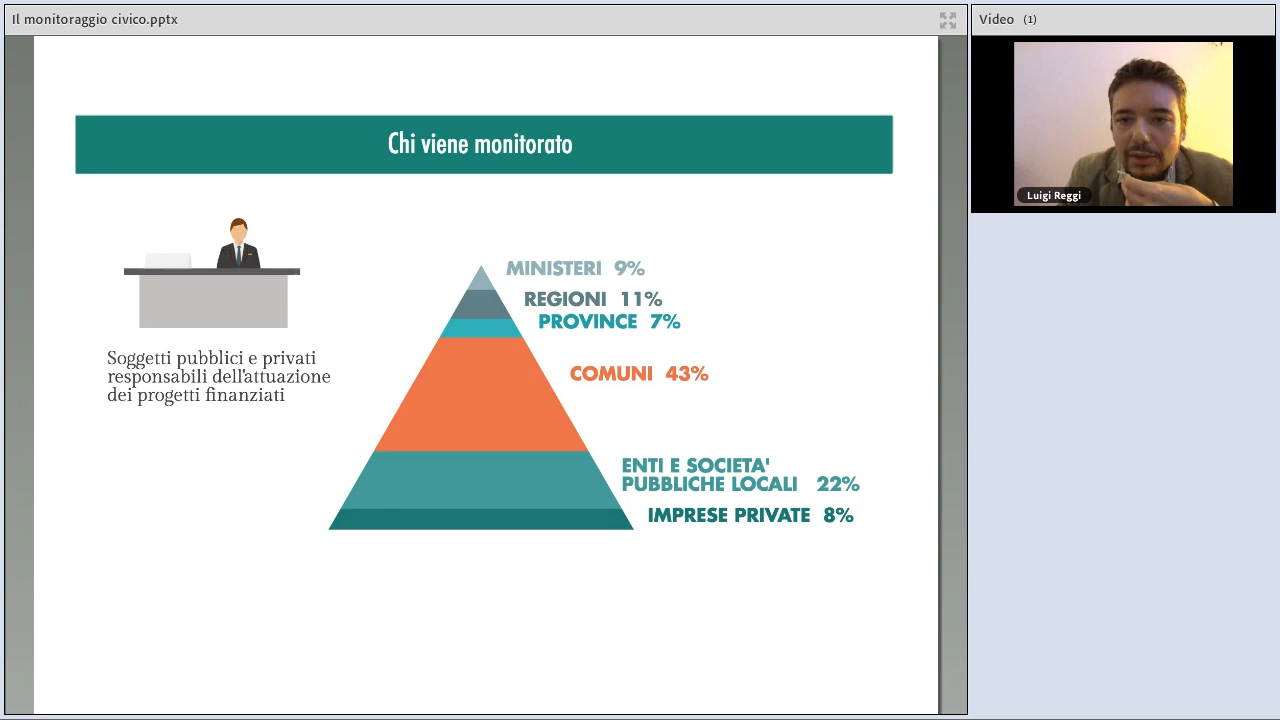 Il monitoraggio civico.pptx
Video (1)
Luigi Reggi
Chi viene monitorato
Soggetti pubblici e privati
responsabili dell'attuazione
dei progetti finanziati
MINISTERI 9%
REGIONI 11%
PROVINCE 7%
COMUNI 43%
ENTI E SOCIETA'
PUBBLICHE LOCALI 22%
IMPRESE PRIVATE 8%